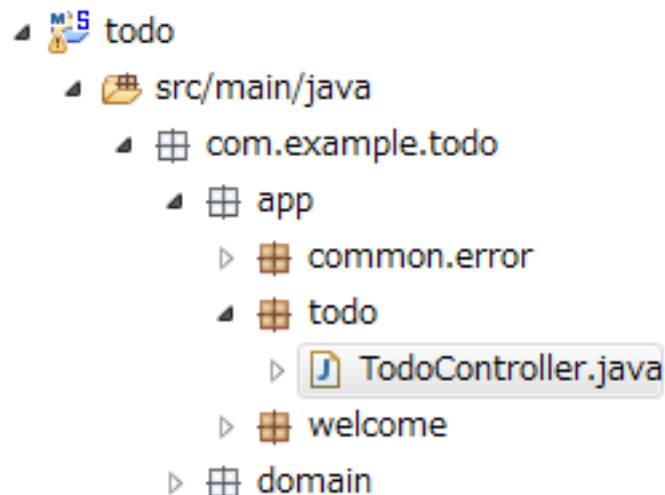 todo
src/main/java
com.example.todo
app
common.error
todo
TodoController.java
welcome
domain